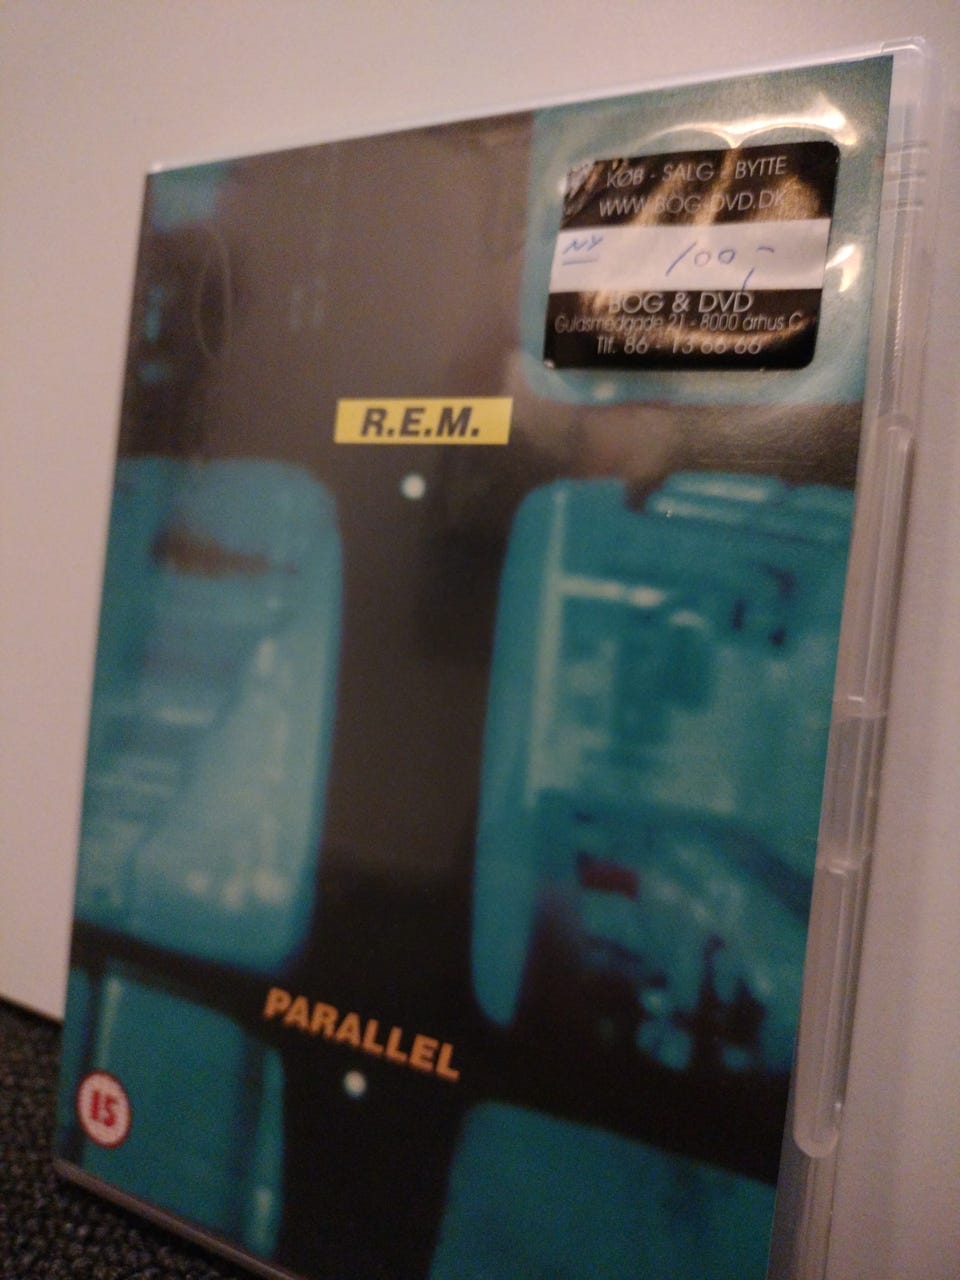 KØB - SALG - BYTTE
WWW.BOG-DVD.DK
NY 100,-
BOG & DVD
Guldsmedgade 21 - 8000 århus C
Tlf. 86 - 13 66 66
R.E.M.
PARALLEL
15